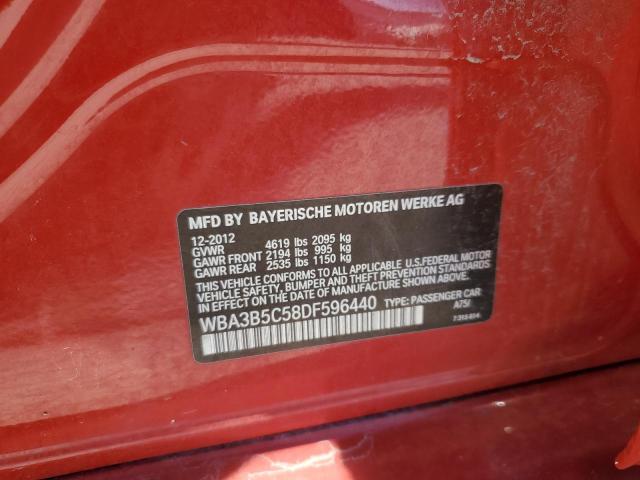 MFD BY BAYERISCHE MOTOREN WERKE AG
12-2012
GVWR 4619 lbs 2095 kg
GAWR FRONT 2194 lbs 995 kg
GAWR REAR 2535 lbs 1150 kg
THIS VEHICLE CONFORMS TO ALL APPLICABLE U.S.FEDERAL MOTOR
VEHICLE SAFETY, BUMPER, AND THEFT PREVENTION STANDARDS
IN EFFECT ON THE DATE OF MANUFACTURE SHOWN ABOVE.
WBA3B5C58DF596440 TYPE: PASSENGER CAR
A75/